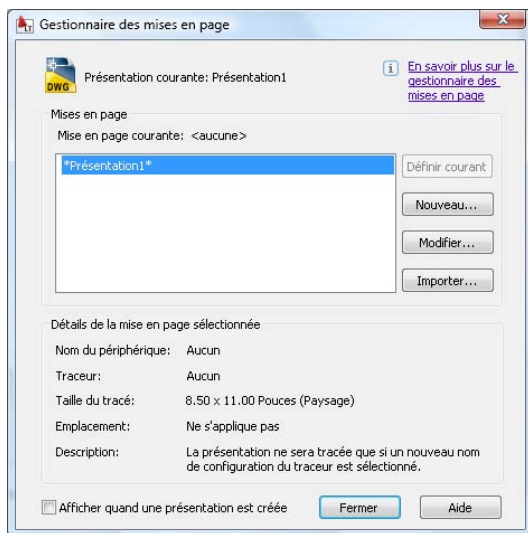 LT Gestionnaire des mises en page
DWG
Présentation courante: Présentation1
i
En savoir plus sur le
gestionnaire des
mises en page
Mises en page
Mise en page courante: <aucune>
*Présentation1*
Définir courant
Nouveau...
Modifier...
Importer...
Détails de la mise en page sélectionnée
Nom du périphérique: Aucun
Traceur: Aucun
Taille du tracé: 8.50 x 11.00 Pouces (Paysage)
Emplacement: Ne s'applique pas
Description: La présentation ne sera tracée que si un nouveau nom
de configuration du traceur est sélectionné.
Afficher quand une présentation est créée
Fermer
Aide